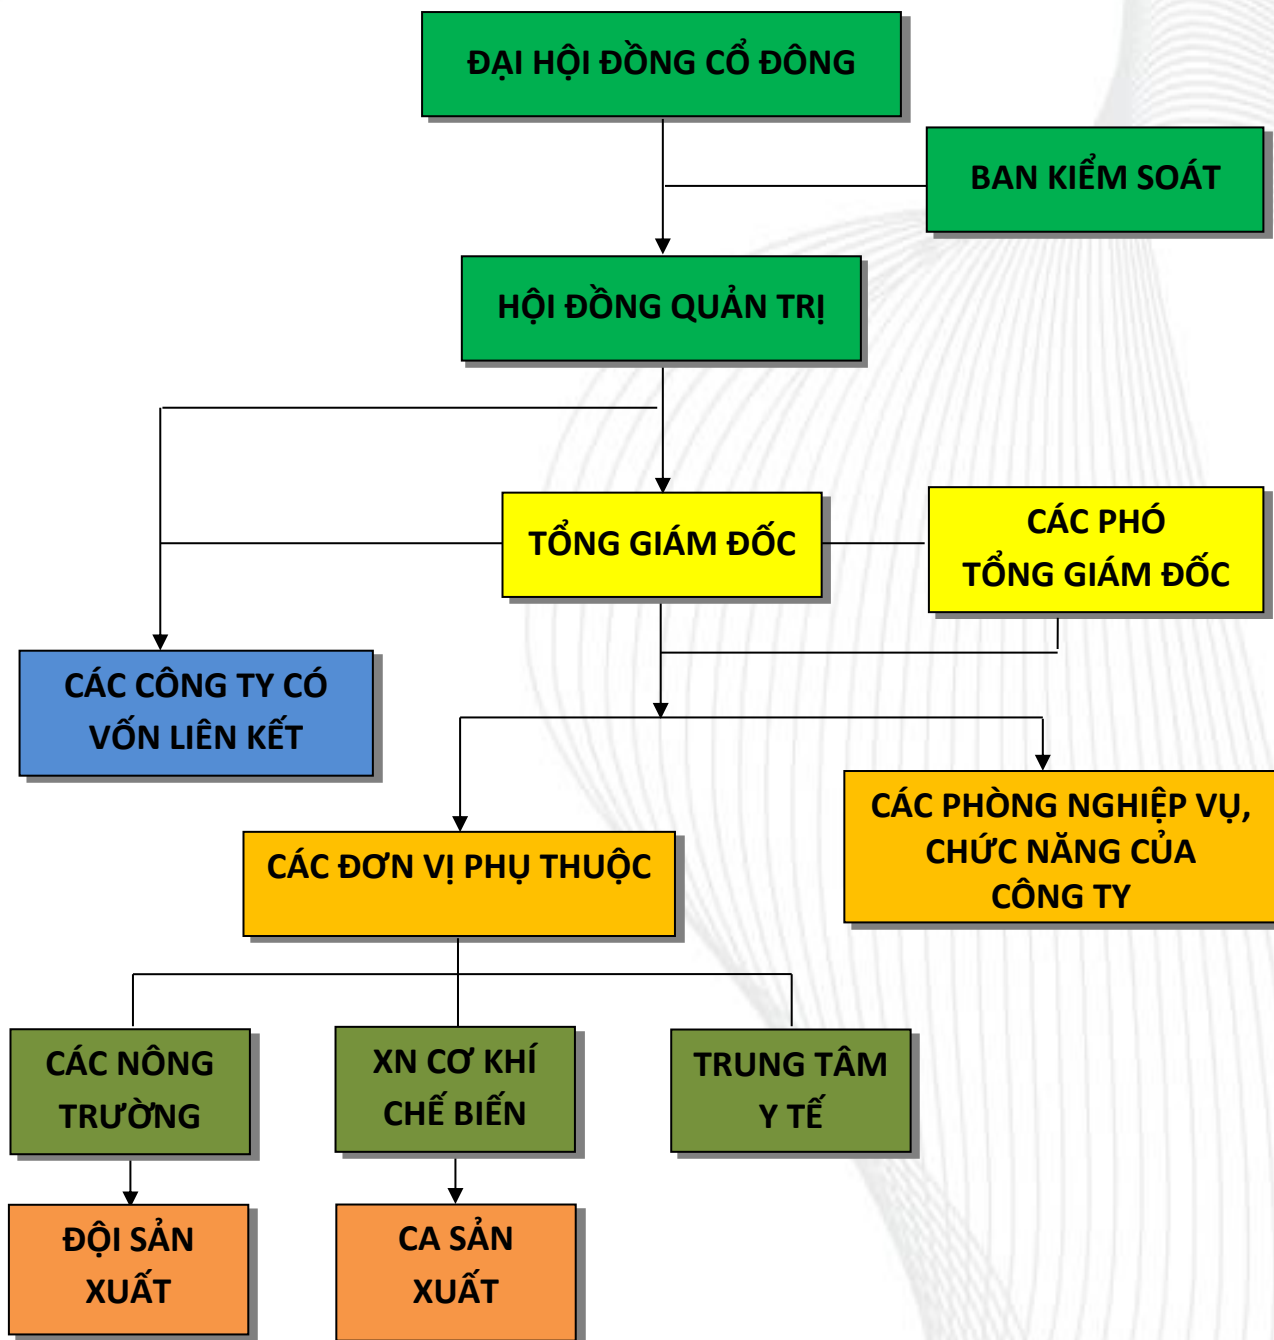 ĐẠI HỘI ĐỒNG CỔ ĐÔNG
BAN KIỂM SOÁT
HỘI ĐỒNG QUẢN TRỊ
TỔNG GIÁM ĐỐC
CÁC PHÓ
TỔNG GIÁM ĐỐC
CÁC CÔNG TY CÓ
VỐN LIÊN KẾT
CÁC PHÒNG NGHIỆP VỤ,
CHỨC NĂNG CỦA
CÔNG TY
CÁC ĐƠN VỊ PHỤ THUỘC
CÁC NÔNG
TRƯỜNG
XN CƠ KHÍ
CHẾ BIẾN
TRUNG TÂM
Y TẾ
ĐỘI SẢN
XUẤT
CA SẢN
XUẤT